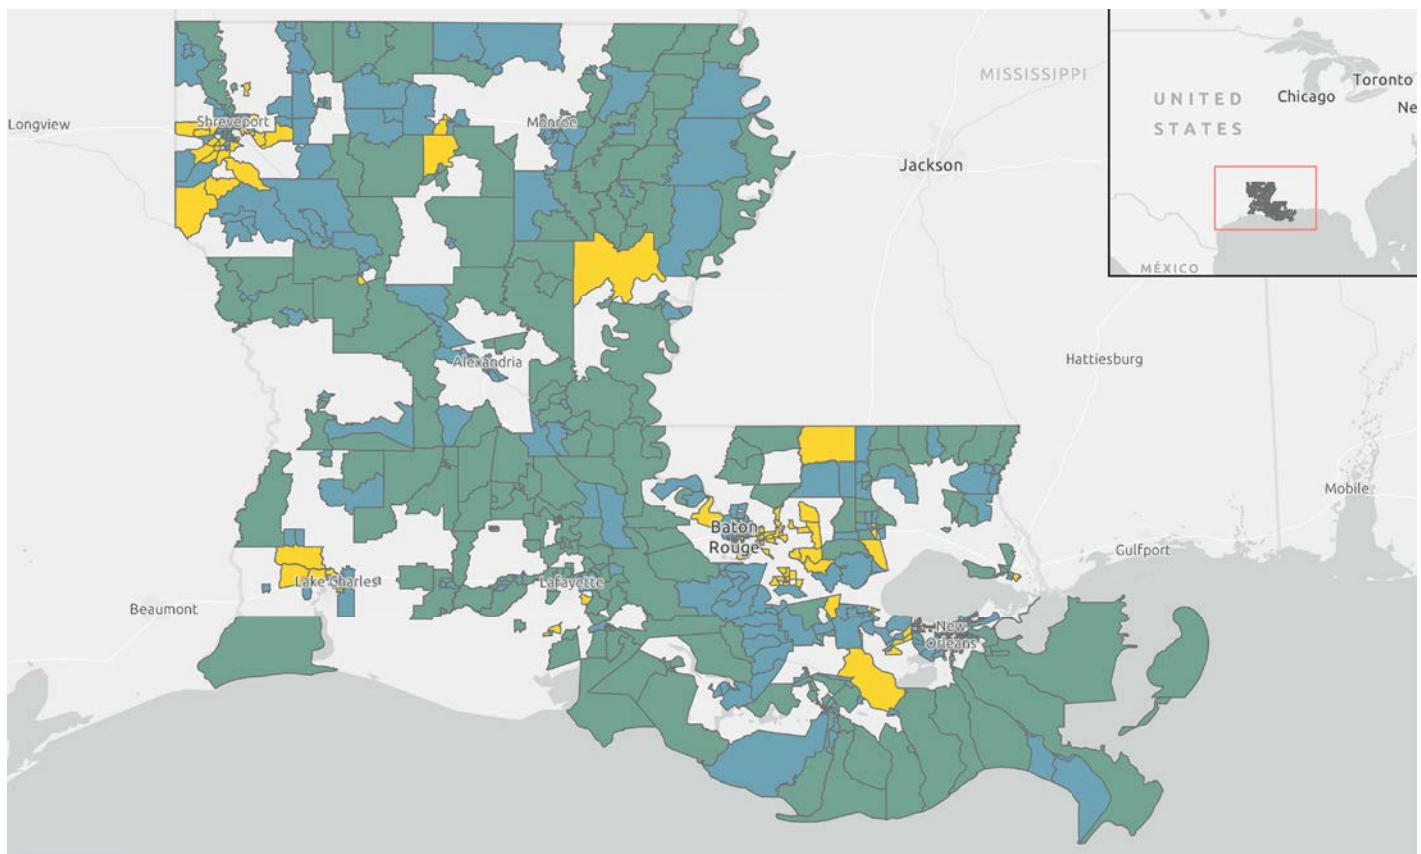 MISSISSIPPI
Longview
Shreveport
Monroe
Jackson
Alexandria
Hattiesburg
Baton
Rouge
Mobile
Gulfport
Lake Charles
Lafayette
Beaumont
New
Orleans
UNITED
STATES
Chicago
Toronto
Ne
MÉXICO